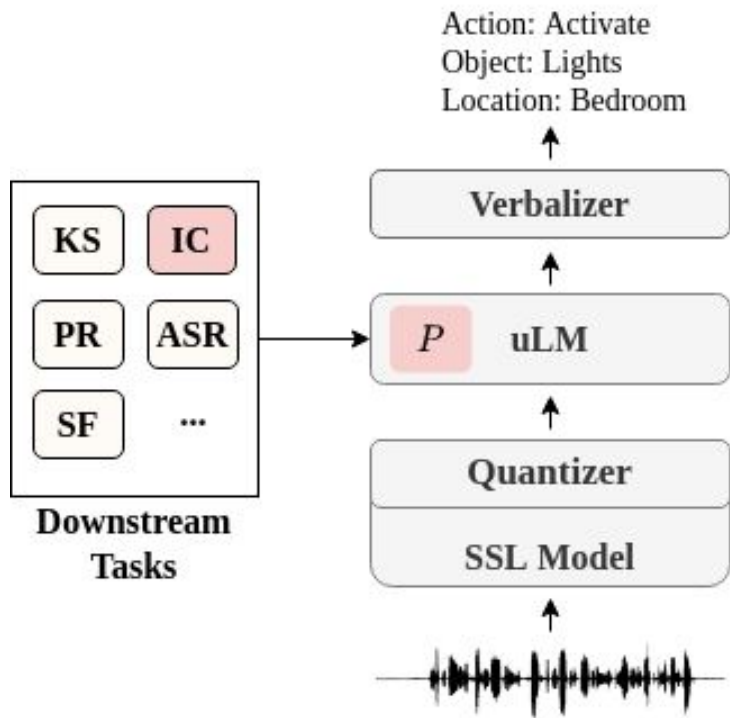 Action: Activate
Object: Lights
Location: Bedroom
Verbalizer
KS
IC
PR
ASR
SF
...
Downstream
Tasks
P
uLM
Quantizer
SSL Model